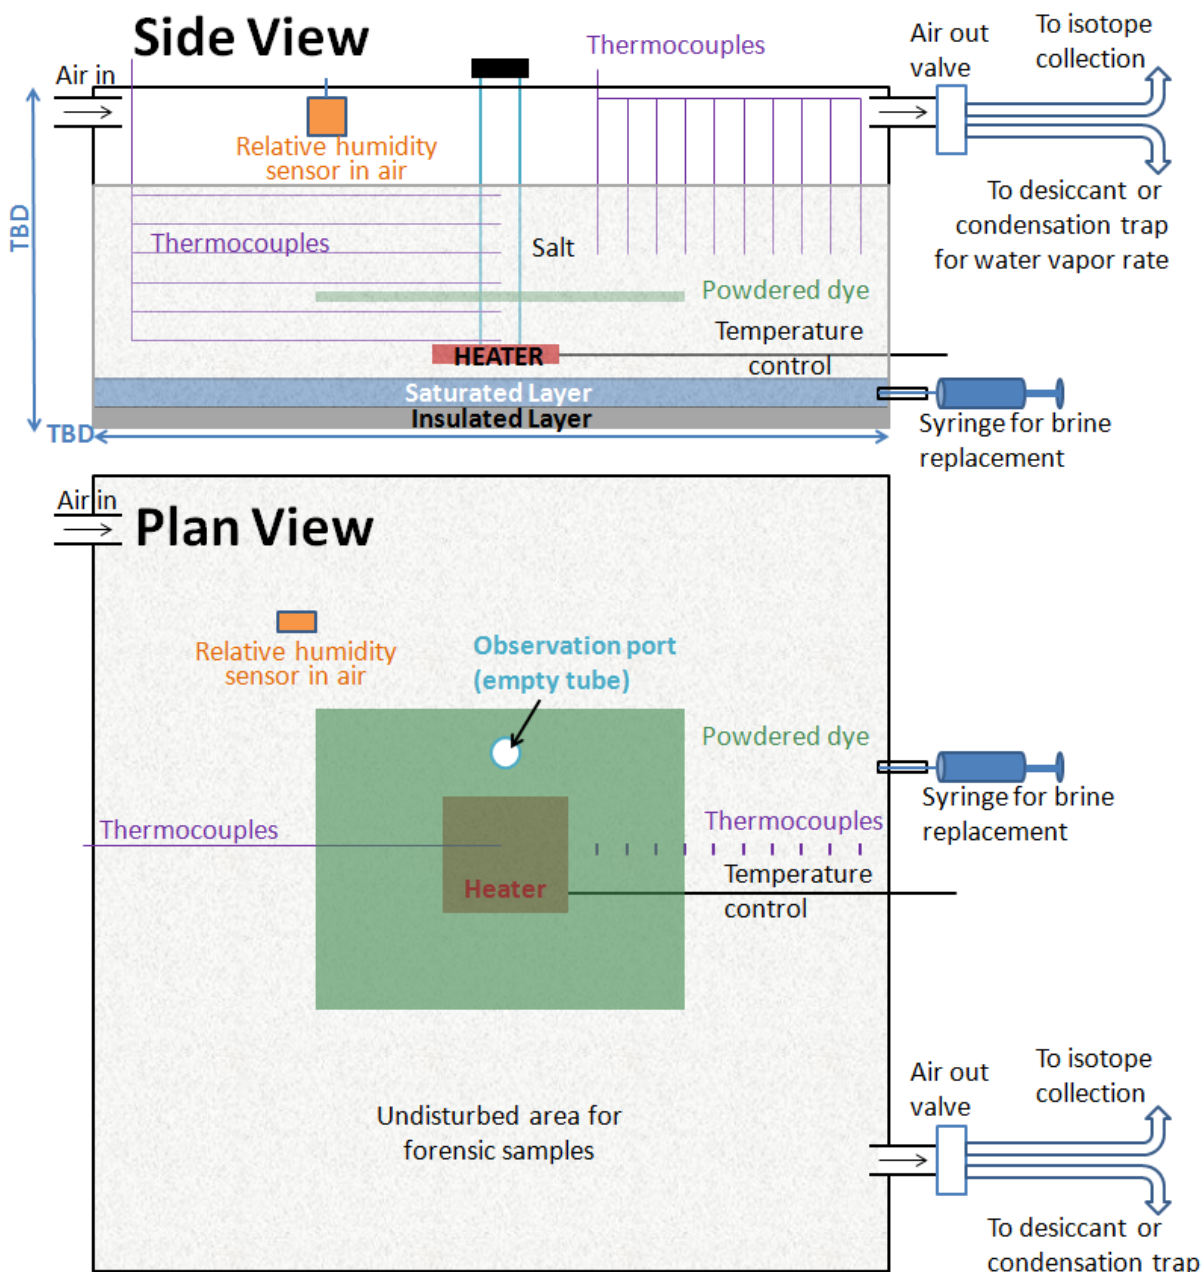 Side View
Thermocouples
Air out
valve
To isotope
collection
Air in
Relative humidity
sensor in air
To desiccant or
condensation trap
for water vapor rate
TBD
Thermocouples
Salt
Powdered dye
Temperature
control
HEATER
Saturated Layer
Insulated Layer
TBD
Syringe for brine
replacement
Air in
Plan View
Relative humidity
sensor in air
Observation port
(empty tube)
Powdered dye
Syringe for brine
replacement
Thermocouples
Thermocouples
Heater
Temperature
control
Undisturbed area for
forensic samples
Air out
valve
To isotope
collection
To desiccant or
condensation trap